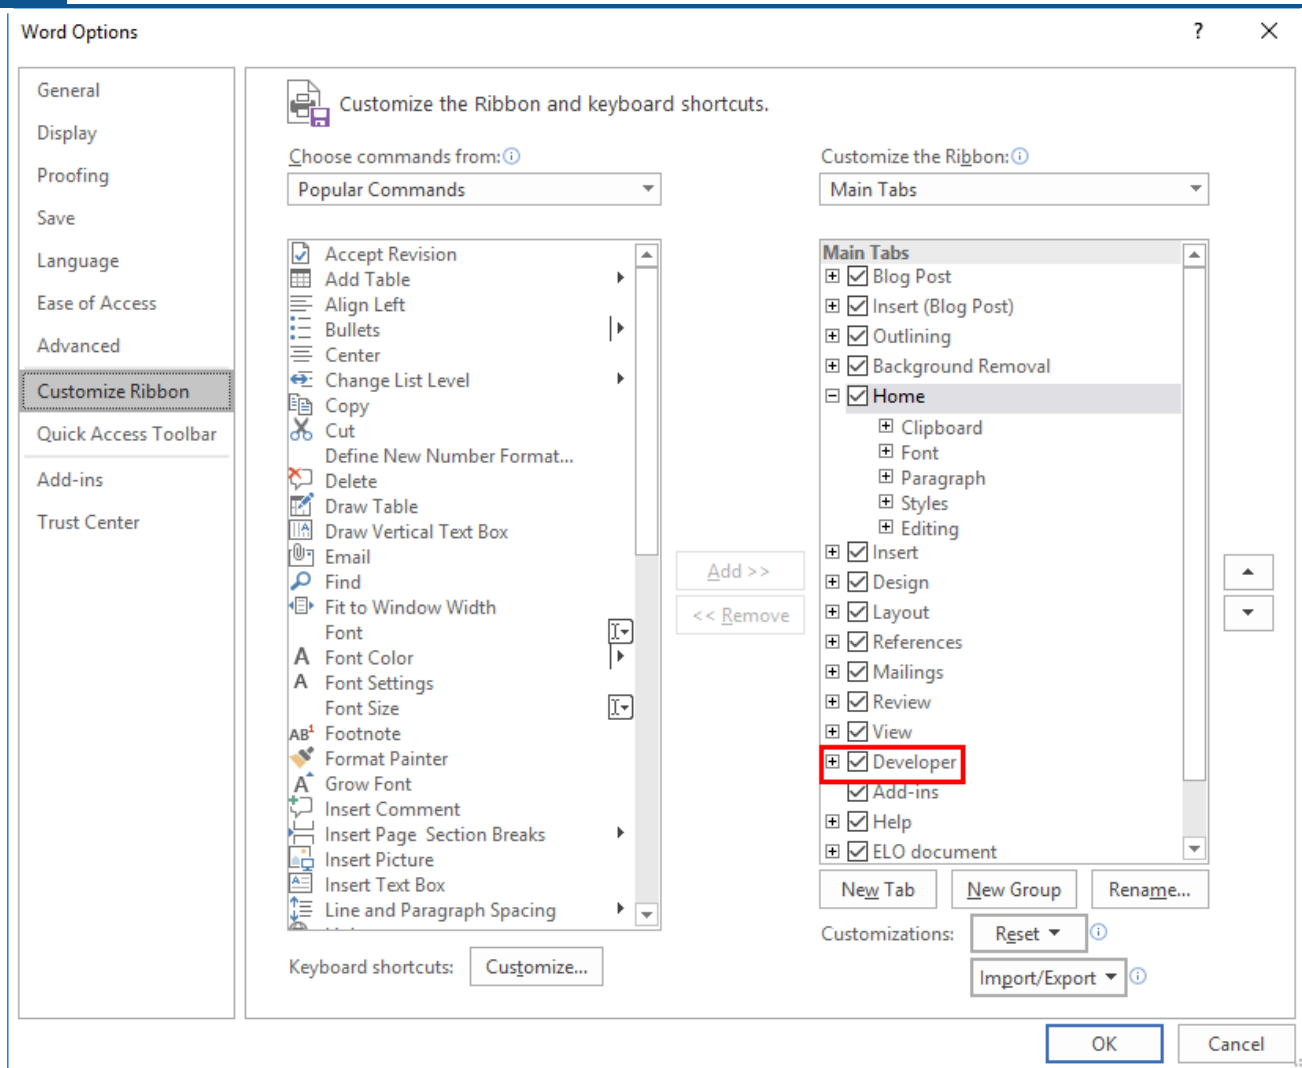 Word Options
?
General
Display
Proofing
Save
Language
Ease of Access
Advanced
Customize Ribbon
Quick Access Toolbar
Add-ins
Trust Center
Customize the Ribbon and keyboard shortcuts.
Choose commands from:
Popular Commands
Accept Revision
Add Table
Align Left
Bullets
Center
Change List Level
Copy
Cut
Define New Number Format...
Delete
Draw Table
Draw Vertical Text Box
Email
Find
Fit to Window Width
Font
Font Color
Font Settings
Font Size
Footnote
Format Painter
Grow Font
Insert Comment
Insert Page  Section Breaks
Insert Picture
Insert Text Box
Line and Paragraph Spacing
Keyboard shortcuts:
Customize...
Add >>
<< Remove
Customize the Ribbon:
Main Tabs
Main Tabs
Blog Post
Insert (Blog Post)
Outlining
Background Removal
Home
Clipboard
Font
Paragraph
Styles
Editing
Insert
Design
Layout
References
Mailings
Review
View
Developer
Add-ins
Help
ELO document
New Tab
New Group
Rename...
Customizations:
Reset
Import/Export
OK
Cancel